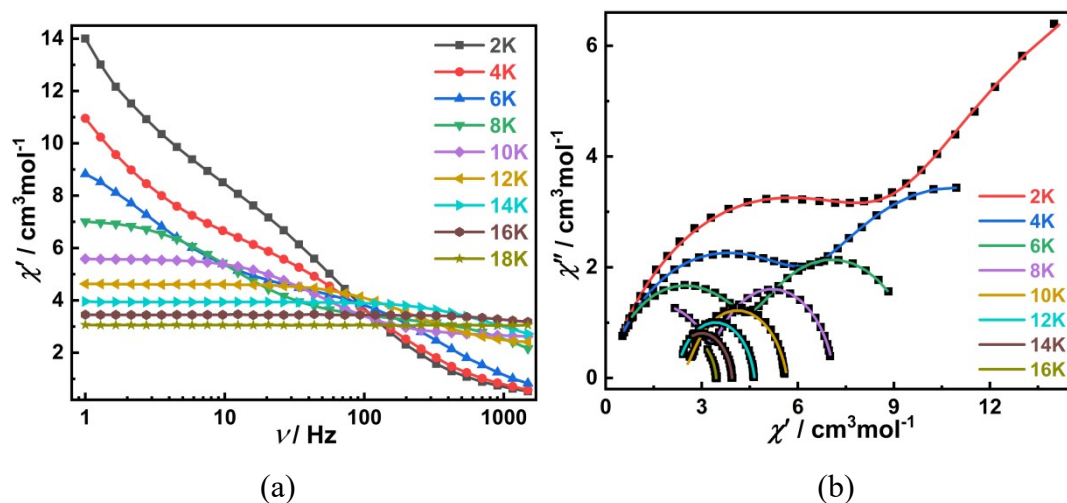 14
12
10
8
6
4
2
χ′ / cm³mol⁻¹
1
10
100
1000
ν / Hz
2K
4K
6K
8K
10K
12K
14K
16K
18K
(a)
6
4
2
0
χ″ / cm³mol⁻¹
0
3
6
9
12
χ′ / cm³mol⁻¹
2K
4K
6K
8K
10K
12K
14K
16K
(b)